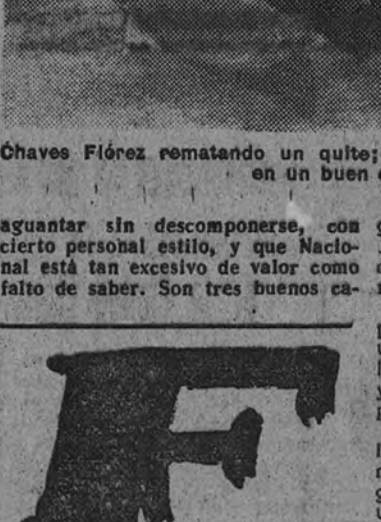 Chaves Flórez rematando un quite;
en un buen
aguantar sin descomponerse, con
cierto personal estilo, y que Nacio-
nal está tan excesivo de valor como
falto de saber. Son tres buenos ca-
F